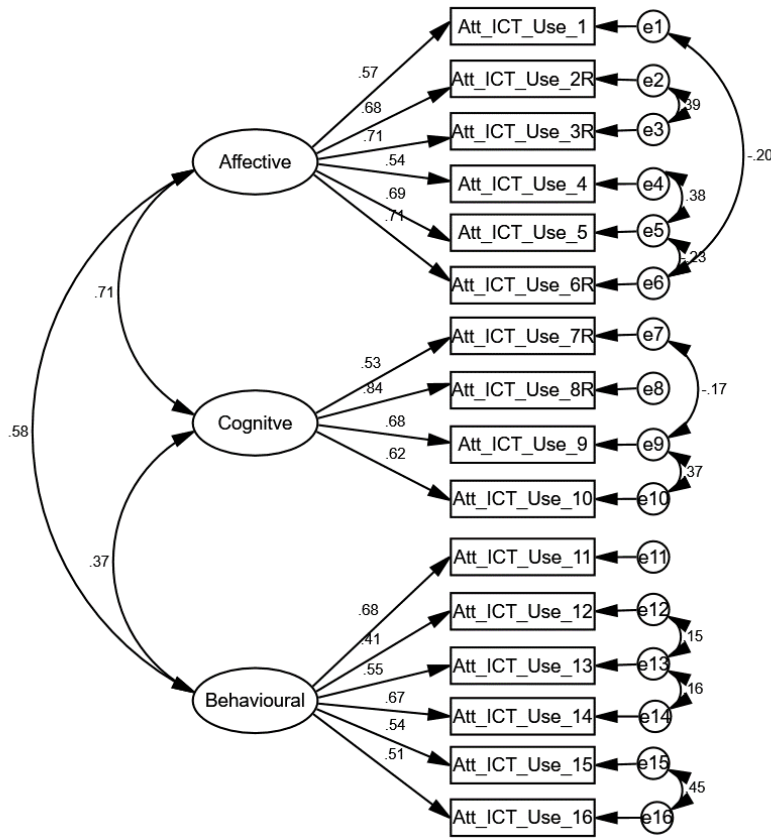 Att_ICT_Use_1
e1
.57
Att_ICT_Use_2R
e2
.68
.39
Att_ICT_Use_3R
e3
.71
Affective
-.20
.54
Att_ICT_Use_4
e4
.38
.69
Att_ICT_Use_5
e5
.71
-.23
Att_ICT_Use_6R
e6
.71
Att_ICT_Use_7R
e7
.53
.84
Att_ICT_Use_8R
e8
-.17
Cognitve
.68
Att_ICT_Use_9
e9
.58
.62
.37
Att_ICT_Use_10
e10
.37
Att_ICT_Use_11
e11
.68
Att_ICT_Use_12
e12
.41
.15
.55
Att_ICT_Use_13
e13
Behavioural
.67
.16
Att_ICT_Use_14
e14
.54
Att_ICT_Use_15
e15
.51
.45
Att_ICT_Use_16
e16